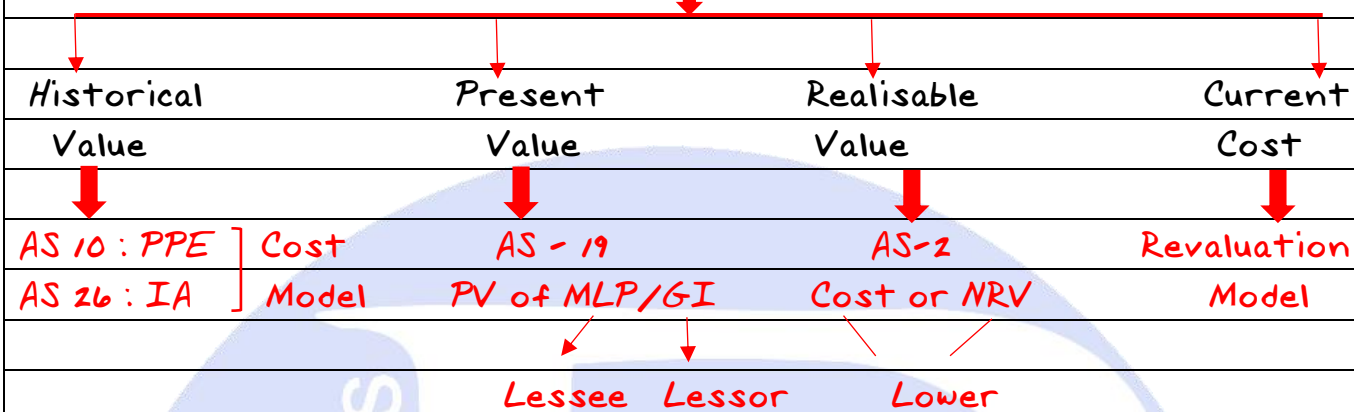 Historical Present Realisable Current
Value Value Value Cost
AS 10 : PPE ] Cost AS - 19 AS-2 Revaluation
AS 26 : IA ] Model PV of MLP/GI Cost or NRV Model
Lessee Lessor Lower
S